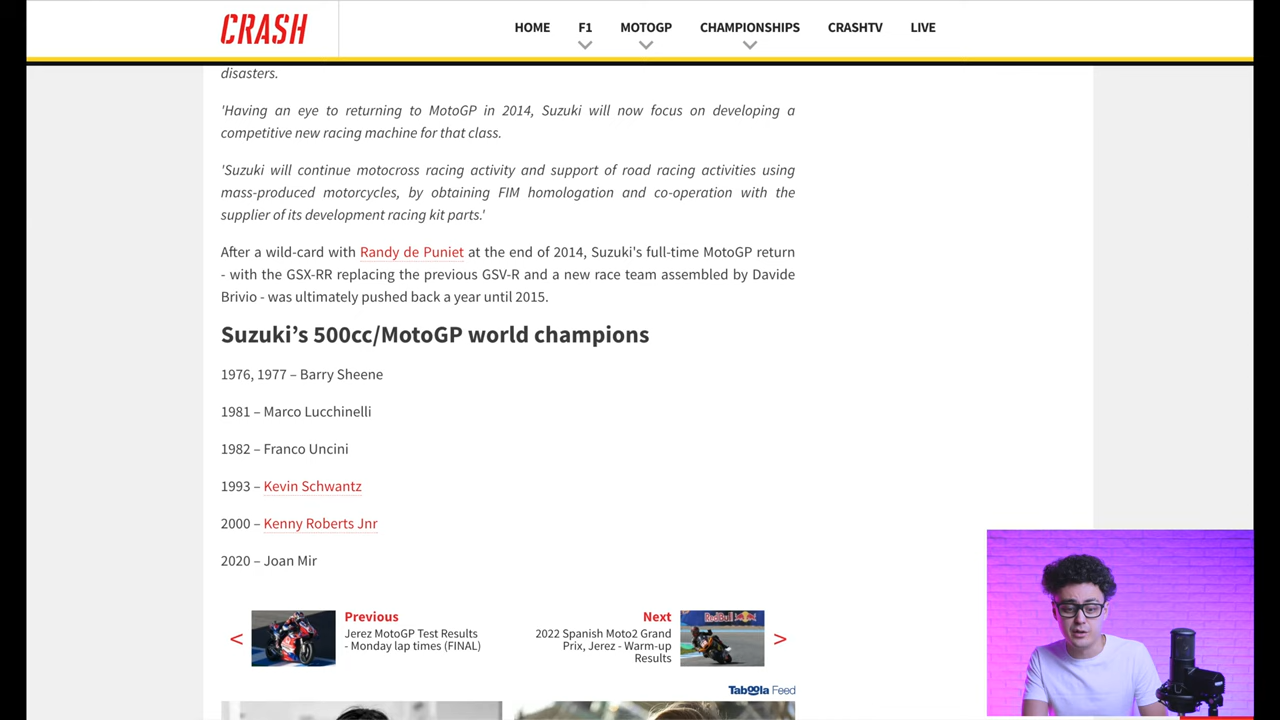 CRASH
HOME F1 MOTOGP CHAMPIONSHIPS CRASHTV LIVE
disasters.
'Having an eye to returning to MotoGP in 2014, Suzuki will now focus on developing a
competitive new racing machine for that class.
'Suzuki will continue motocross racing activity and support of road racing activities using
mass-produced motorcycles, by obtaining FIM homologation and co-operation with the
supplier of its development racing kit parts.'
After a wild-card with Randy de Puniet at the end of 2014, Suzuki's full-time MotoGP return
- with the GSX-RR replacing the previous GSV-R and a new race team assembled by Davide
Brivio - was ultimately pushed back a year until 2015.
Suzuki’s 500cc/MotoGP world champions
1976, 1977 – Barry Sheene
1981 – Marco Lucchinelli
1982 – Franco Uncini
1993 – Kevin Schwantz
2000 – Kenny Roberts Jnr
2020 – Joan Mir
<
Previous
Jerez MotoGP Test Results
- Monday lap times (FINAL)
Next
2022 Spanish Moto2 Grand
Prix, Jerez - Warm-up
Results
Red Bull
>
Taboola Feed